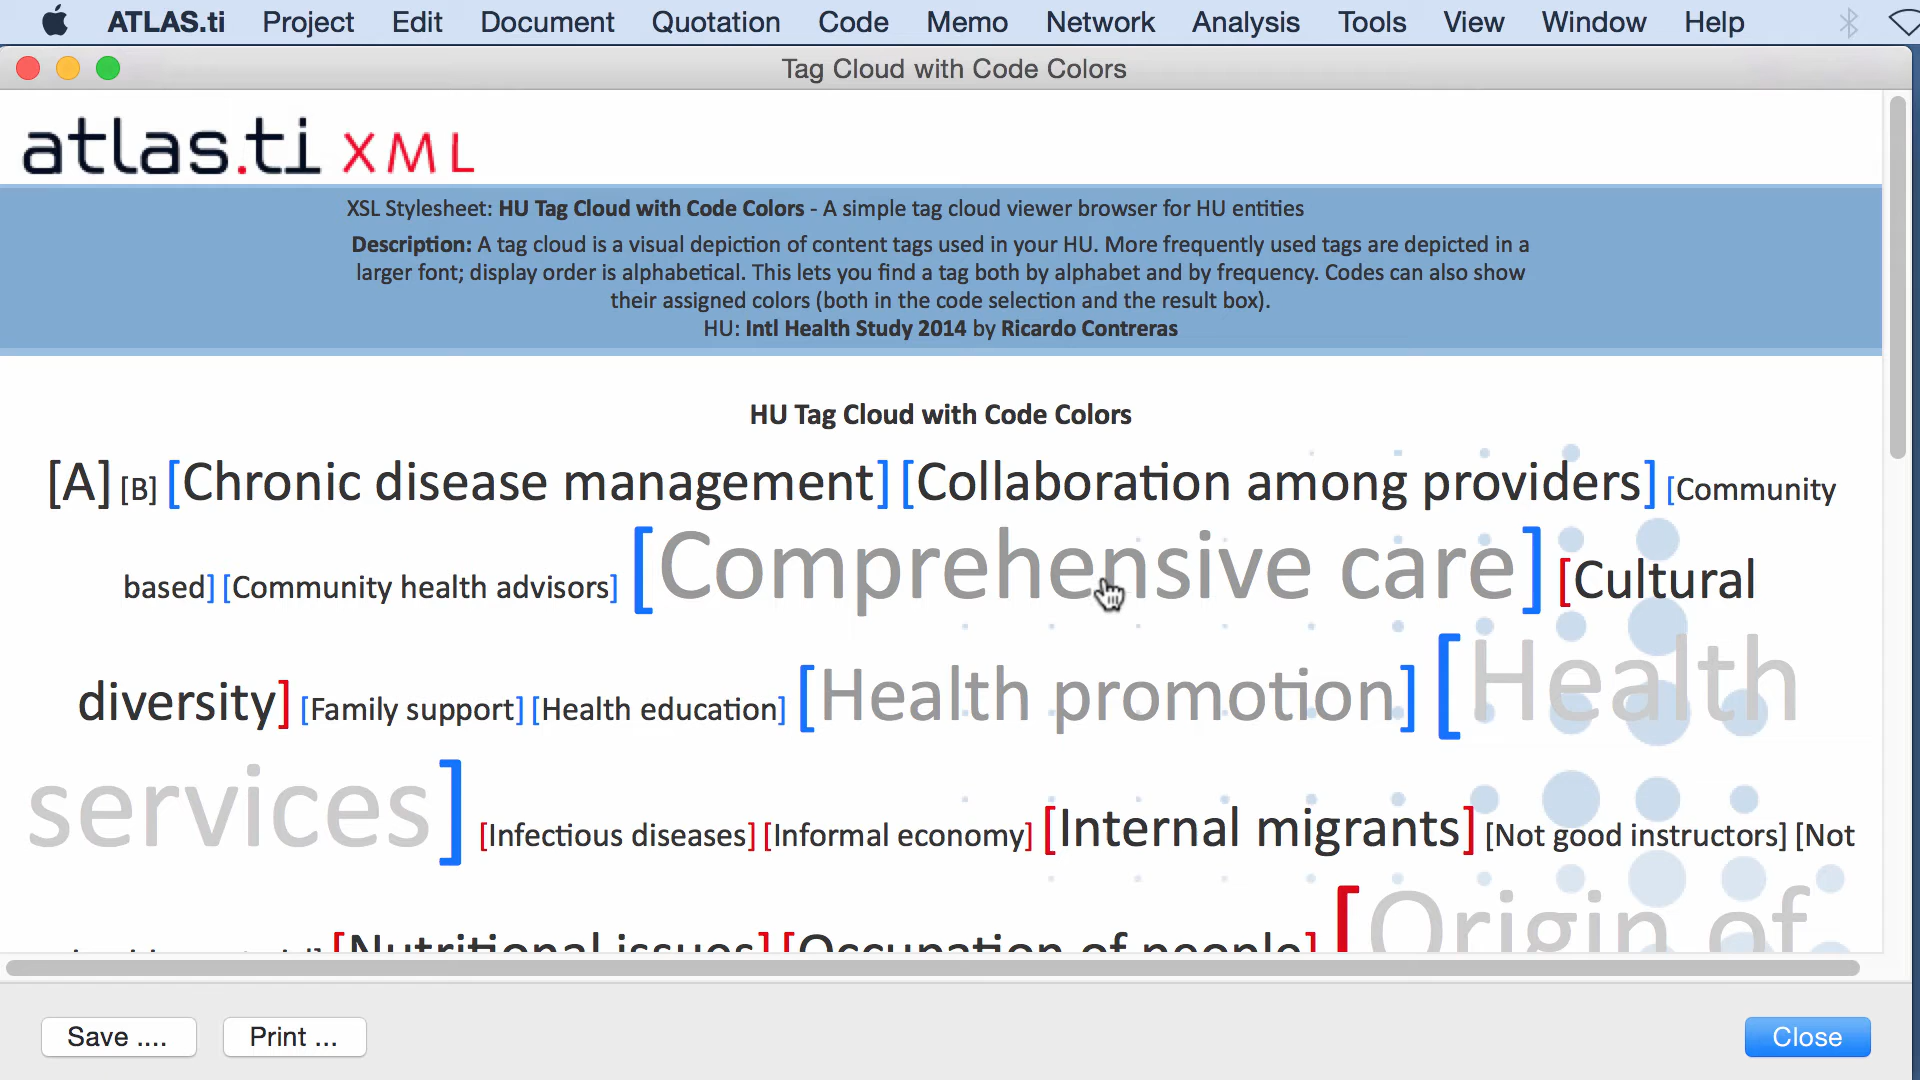 ATLAS.ti Project Edit Document Quotation Code Memo Network Analysis Tools View Window Help
Tag Cloud with Code Colors
atlas.ti XML
XSL Stylesheet: HU Tag Cloud with Code Colors - A simple tag cloud viewer browser for HU entities
Description: A tag cloud is a visual depiction of content tags used in your HU. More frequently used tags are depicted in a
larger font; display order is alphabetical. This lets you find a tag both by alphabet and by frequency. Codes can also show
their assigned colors (both in the code selection and the result box).
HU: Intl Health Study 2014 by Ricardo Contreras
HU Tag Cloud with Code Colors
[A] [B] [Chronic disease management] [Collaboration among providers] [Community
based] [Community health advisors] [Comprehensive care] [Cultural
diversity] [Family support] [Health education] [Health promotion] [Health
services] [Infectious diseases] [Informal economy] [Internal migrants] [Not good instructors] [Not
[Nutritional issues] [Occupation of people] [Origin of
Save .... Print ... Close